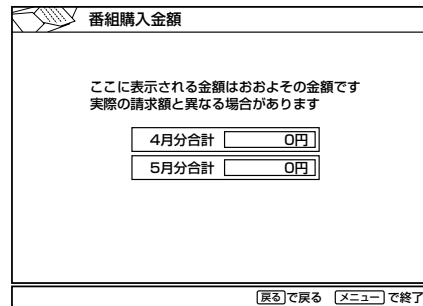 番組購入金額
ここに表示される金額はおおよその金額です
実際の請求額と異なる場合があります
4月分合計 0円
5月分合計 0円
戻るで戻る メニューで終了